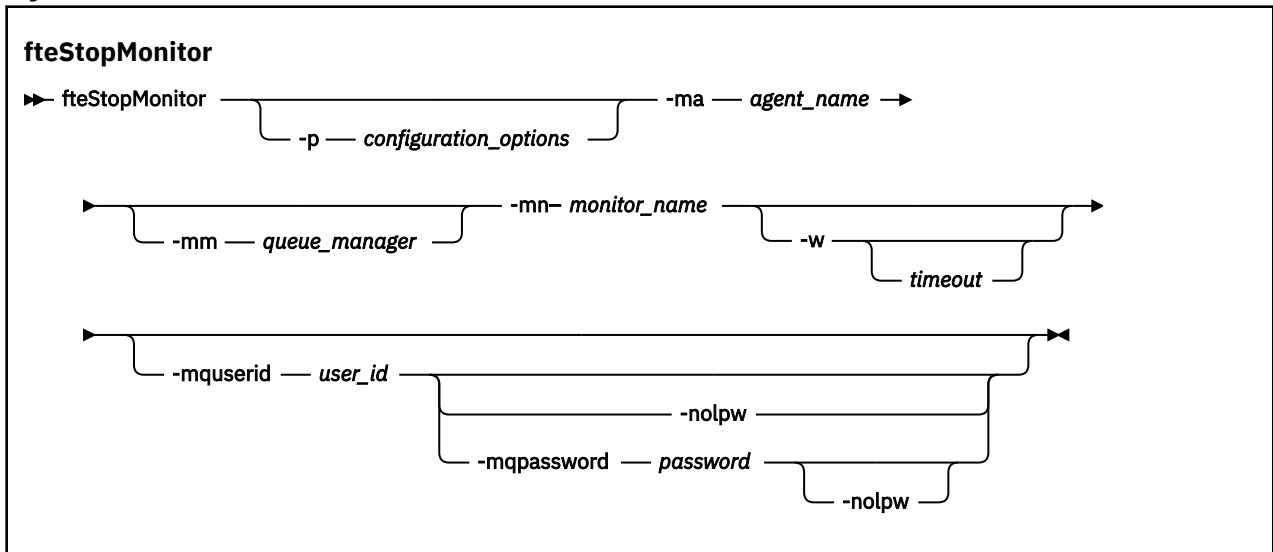 fteStopMonitor
fteStopMonitor -ma agent_name
-p configuration_options
-mn monitor_name
-mm queue_manager -w
timeout
-mquserid user_id
-nolpw
-mqpassword password
-nolpw